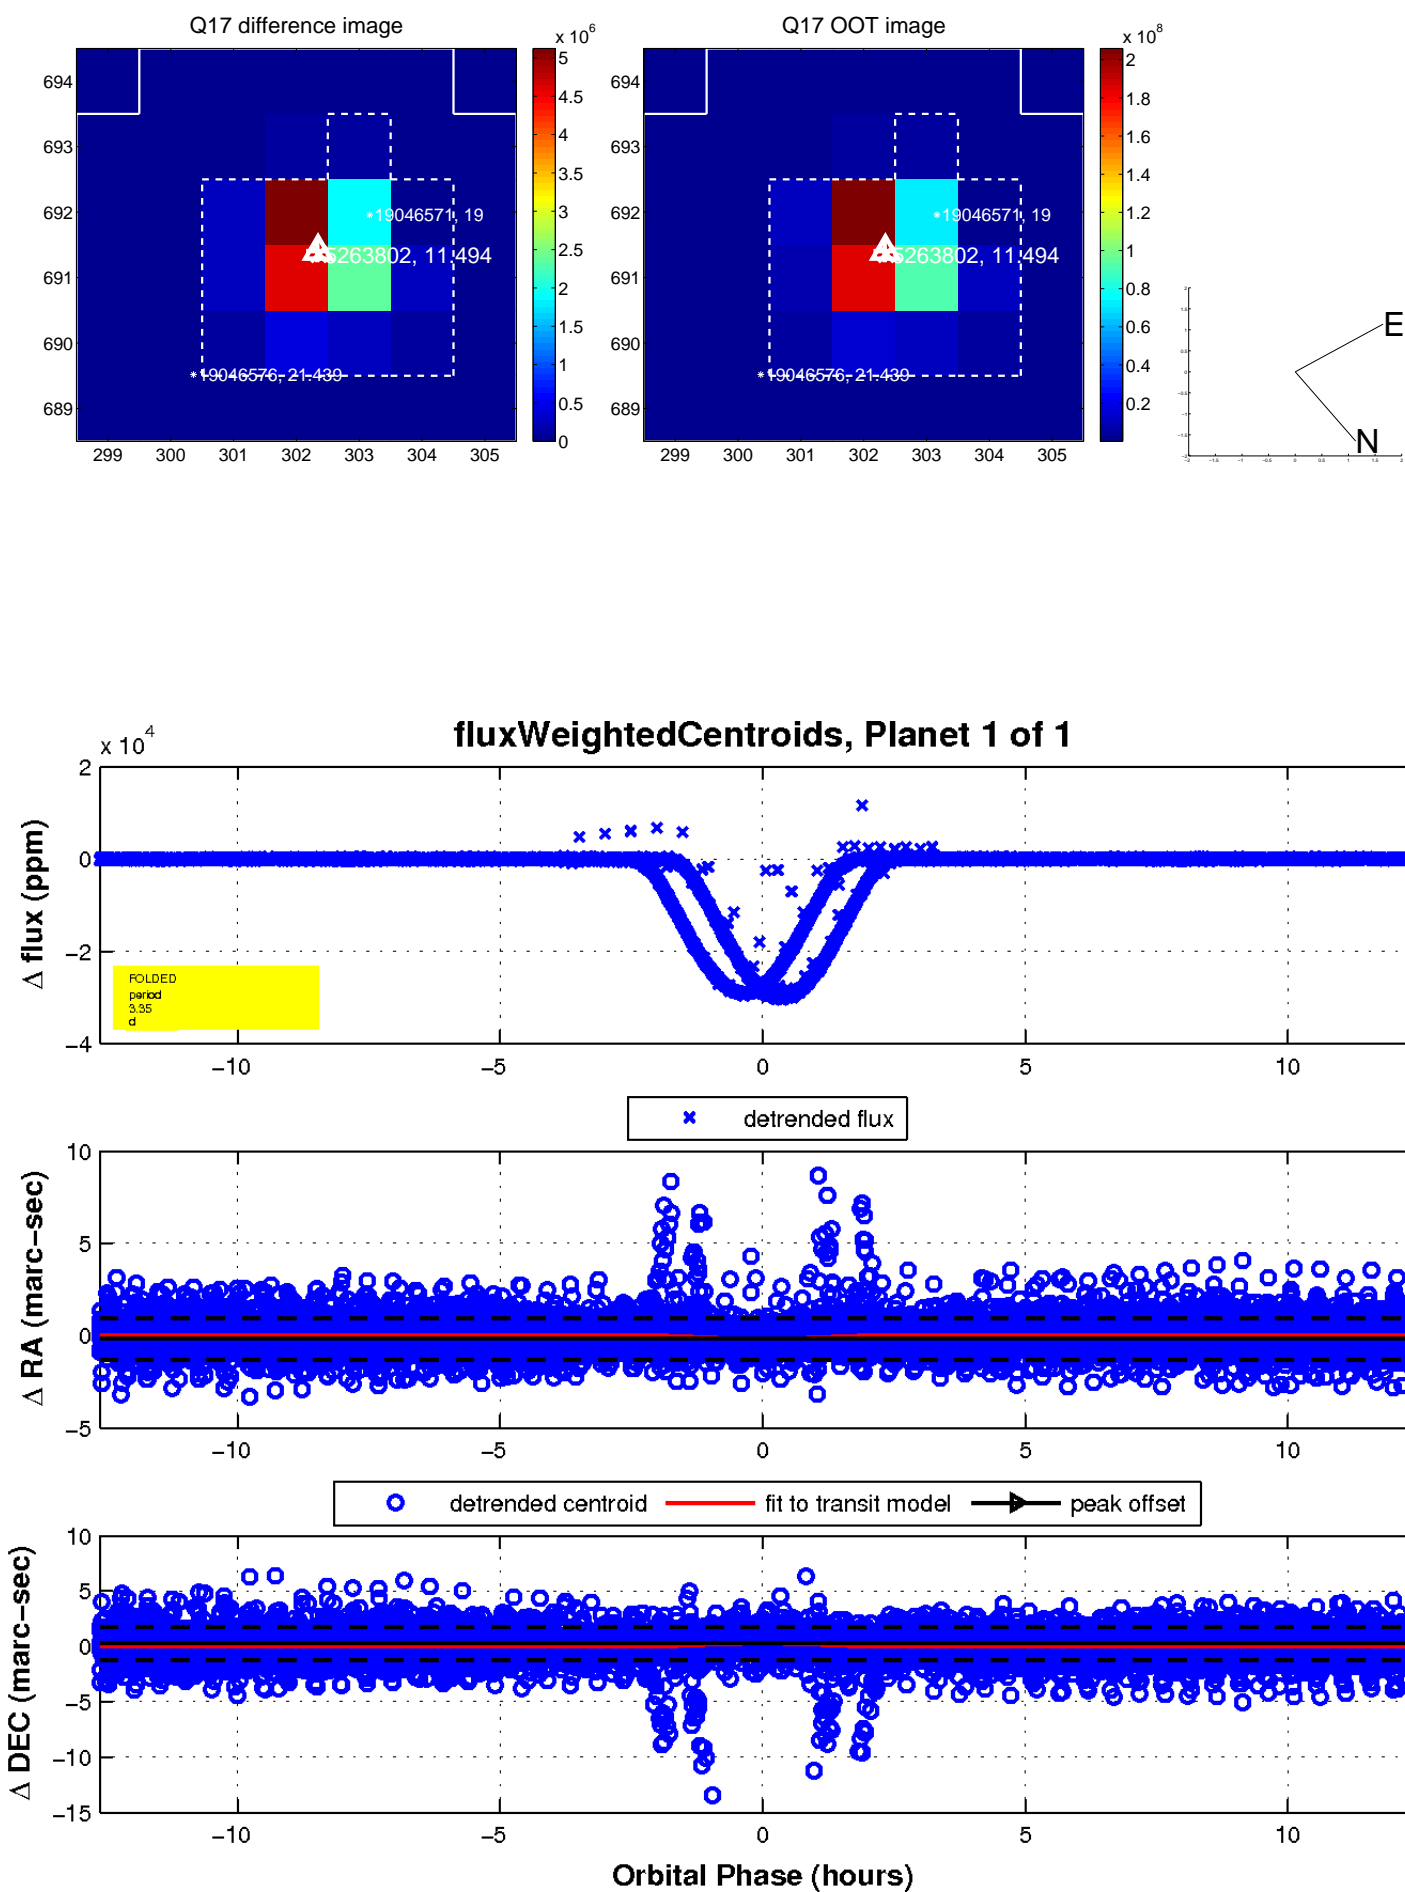 Q17 difference image
Q17 OOT image
x 10^6
x 10^8
694
693
692
691
690
689
299 300 301 302 303 304 305
5
4.5
4
3.5
3
2.5
2
1.5
1
0.5
0
19046571, 19
5263802, 11.494
19046576, 21.439
694
693
692
691
690
689
299 300 301 302 303 304 305
2
1.8
1.6
1.4
1.2
1
0.8
0.6
0.4
0.2
19046571, 19
5263802, 11.494
19046576, 21.439
E
N
fluxWeightedCentroids, Planet 1 of 1
x 10^4
Δ flux (ppm)
2
0
−2
−4
FOLDED
period
3.35
d
−10 −5 0 5 10
detrended flux
Δ RA (marc−sec)
10
5
0
−5
−10 −5 0 5 10
detrended centroid fit to transit model peak offset
Δ DEC (marc−sec)
10
5
0
−5
−10
−15
−10 −5 0 5 10
Orbital Phase (hours)